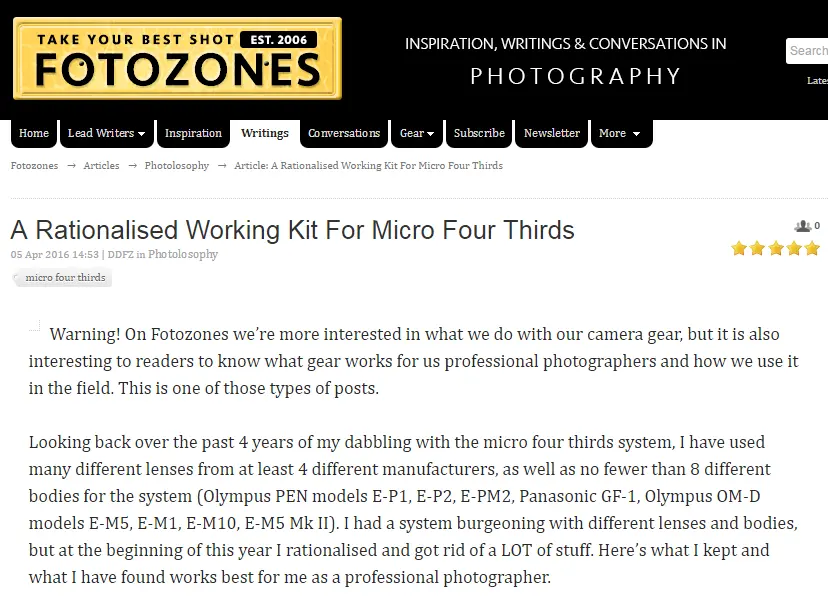 TAKE YOUR BEST SHOT EST. 2006
FOTOZONES
INSPIRATION, WRITINGS & CONVERSATIONS IN
PHOTOGRAPHY
Search
Late
Home Lead Writers Inspiration Writings Conversations Gear Subscribe Newsletter More
Fotozones → Articles → Photolosophy → Article: A Rationalised Working Kit For Micro Four Thirds
A Rationalised Working Kit For Micro Four Thirds
0
05 Apr 2016 14:53 | DDFZ in Photolosophy
micro four thirds
Warning! On Fotozones we’re more interested in what we do with our camera gear, but it is also
interesting to readers to know what gear works for us professional photographers and how we use it
in the field. This is one of those types of posts.
Looking back over the past 4 years of my dabbling with the micro four thirds system, I have used
many different lenses from at least 4 different manufacturers, as well as no fewer than 8 different
bodies for the system (Olympus PEN models E-P1, E-P2, E-PM2, Panasonic GF-1, Olympus OM-D
models E-M5, E-M1, E-M10, E-M5 Mk II). I had a system burgeoning with different lenses and bodies,
but at the beginning of this year I rationalised and got rid of a LOT of stuff. Here’s what I kept and
what I have found works best for me as a professional photographer.